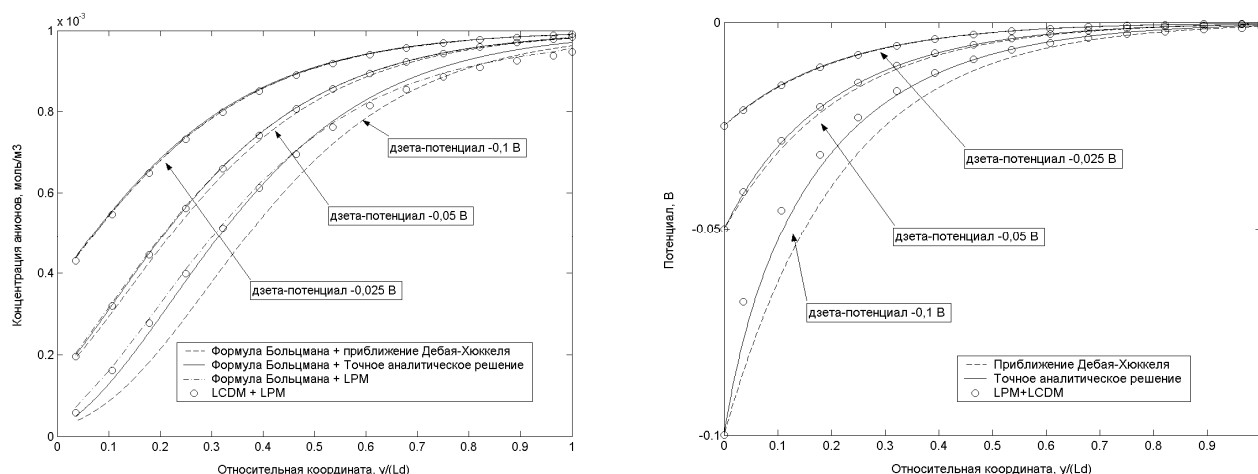 x 10⁻³
1
0.8
0.6
0.4
0.2
0
Концентрация анионов, моль/м3
дзета-потенциал -0,1 В
дзета-потенциал -0,05 В
дзета-потенциал -0,025 В
Формула Больцмана + приближение Дебая-Хюккеля
Формула Больцмана + Точное аналитическое решение
Формула Больцмана + LPM
LCDM + LPM
0 0.1 0.2 0.3 0.4 0.5 0.6 0.7 0.8 0.9 1
Относительная координата, y/(Ld)
0
-0.05
-0.1
Потенциал, В
дзета-потенциал -0,025 В
дзета-потенциал -0,05 В
дзета-потенциал -0,1 В
Приближение Дебая-Хюккеля
Точное аналитическое решение
LPM+LCDM
0 0.1 0.2 0.3 0.4 0.5 0.6 0.7 0.8 0.9
Относительная координата, y/(Ld)